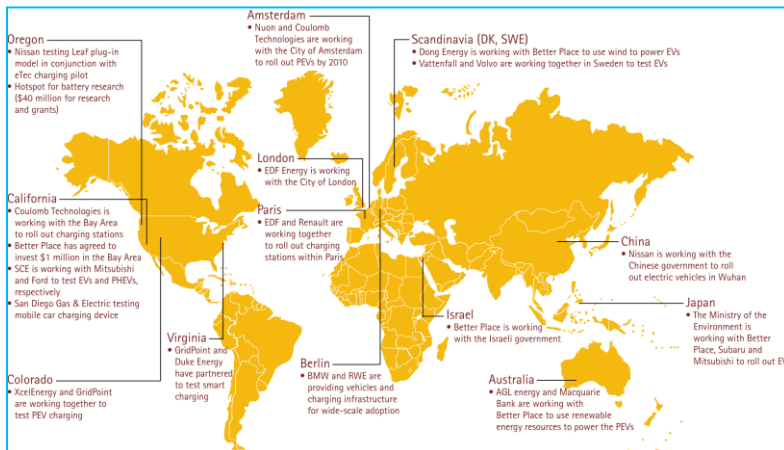 Amsterdam
• Nuon and Coulomb
Technologies are working
with the City of Amsterdam
to roll out PEVs by 2010
Oregon
• Nissan testing Leaf plug-in
model in conjunction with
eTec charging pilot
• Hotspot for battery research
($40 million for research
and grants)
Scandinavia (DK, SWE)
• Dong Energy is working with Better Place to use wind to power EVs
• Vattenfall and Volvo are working together in Sweden to test EVs
London
• EDF Energy is working
with the City of London
California
• Coulomb Technologies is
working with the Bay Area
to roll out charging stations
• Better Place has agreed to
invest $1 million in the Bay Area
• SCE is working with Mitsubishi
and Ford to test EVs and PHEVs,
respectively
• San Diego Gas & Electric testing
mobile car charging device
Paris
• EDF and Renault are
working together
to roll out charging
stations within Paris
China
• Nissan is working with the
Chinese government to roll
out electric vehicles in Wuhan
Israel
• Better Place is working
with the Israeli government
Japan
• The Ministry of the
Environment is
working with Better
Place, Subaru and
Mitsubishi to roll out
Virginia
• GridPoint and
Duke Energy
have partnered
to test smart
charging
Berlin
• BMW and RWE are
providing vehicles and
charging infrastructure
for wide-scale adoption
Colorado
• XcelEnergy and GridPoint
are working together to
test PEV charging
Australia
• AGL energy and Macquarie
Bank are working with
Better Place to use renewable
energy resources to power the PEVs